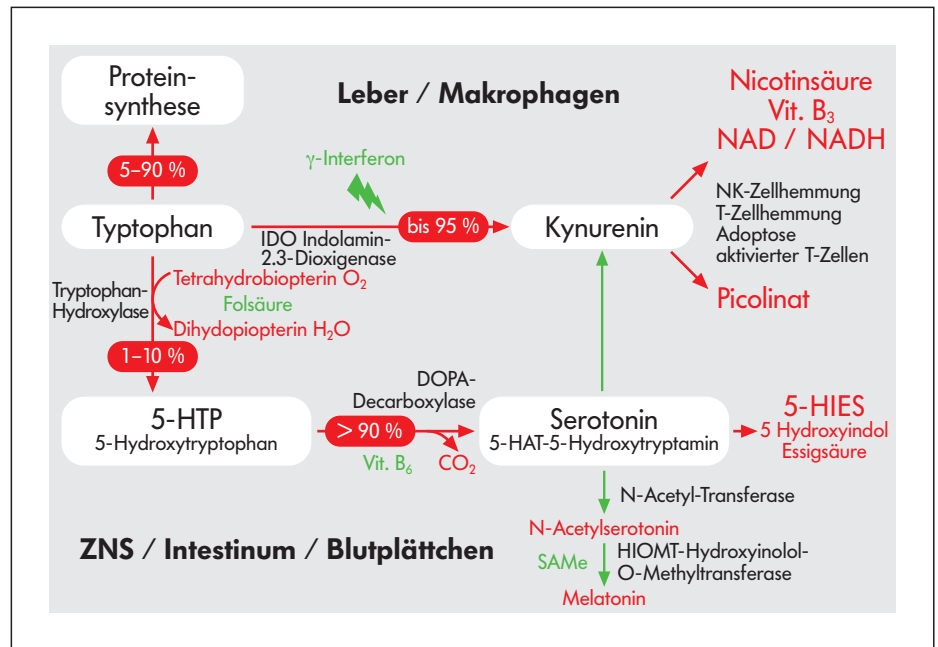 Protein-
synthese
Leber / Makrophagen
Nicotinsäure
Vit. B₃
NAD / NADH
5–90 %
γ-Interferon
NK-Zellhemmung
T-Zellhemmung
Adoptose
aktivierter T-Zellen
Typtophan
bis 95 %
Kynurenin
IDO Indolamin-
2.3-Dioxigenase
Tryptophan-
Hydroxylase
Tetrahydrobiopterin O₂
Folsäure
Dihydopiopterin H₂O
Picolinat
1–10 %
DOPA-
Decarboxylase
5-HTP
5-Hydroxytryptophan
> 90 %
Vit. B₆
CO₂
Serotonin
5-HAT-5-Hydroxytryptamin
5-HIES
5 Hydroxyindol
Essigsäure
N-Acetyl-Transferase
N-Acetylserotonin
ZNS / Intestinum / Blutplättchen
SAMe
HIOMT-Hydroxyinolol-
O-Methyltransferase
Melatonin